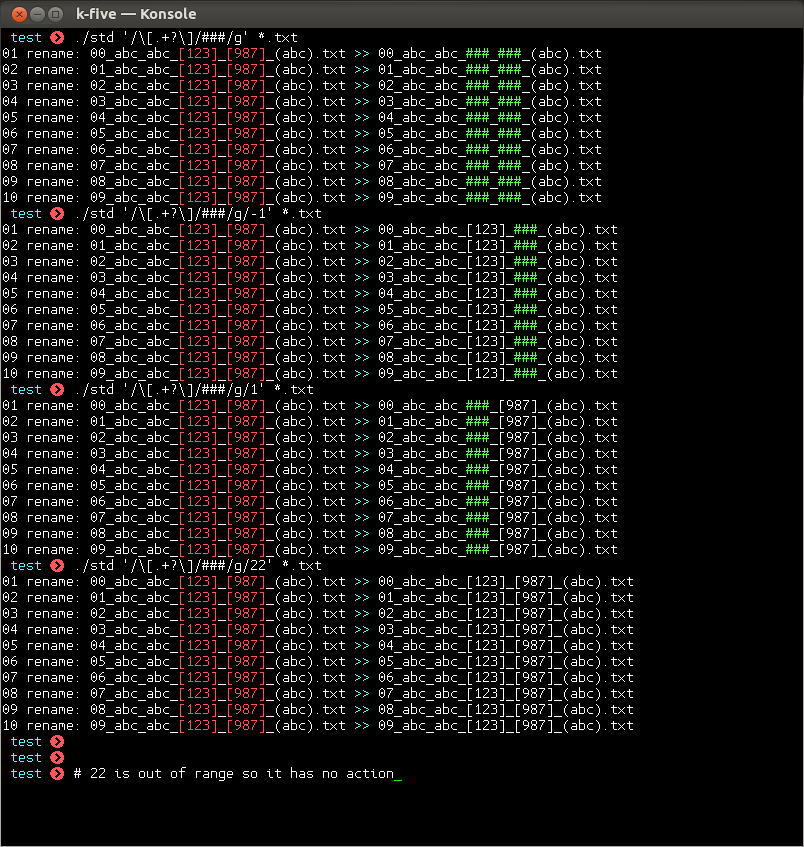 k-five — Konsole
test ❯ ./std '/\[.+?\]/###/g' *.txt
01 rename: 00_abc_abc_[123]_[987]_(abc).txt >> 00_abc_abc_###_###_(abc).txt
02 rename: 01_abc_abc_[123]_[987]_(abc).txt >> 01_abc_abc_###_###_(abc).txt
03 rename: 02_abc_abc_[123]_[987]_(abc).txt >> 02_abc_abc_###_###_(abc).txt
04 rename: 03_abc_abc_[123]_[987]_(abc).txt >> 03_abc_abc_###_###_(abc).txt
05 rename: 04_abc_abc_[123]_[987]_(abc).txt >> 04_abc_abc_###_###_(abc).txt
06 rename: 05_abc_abc_[123]_[987]_(abc).txt >> 05_abc_abc_###_###_(abc).txt
07 rename: 06_abc_abc_[123]_[987]_(abc).txt >> 06_abc_abc_###_###_(abc).txt
08 rename: 07_abc_abc_[123]_[987]_(abc).txt >> 07_abc_abc_###_###_(abc).txt
09 rename: 08_abc_abc_[123]_[987]_(abc).txt >> 08_abc_abc_###_###_(abc).txt
10 rename: 09_abc_abc_[123]_[987]_(abc).txt >> 09_abc_abc_###_###_(abc).txt
test ❯ ./std '/\[.+?\]/###/g/-1' *.txt
01 rename: 00_abc_abc_[123]_[987]_(abc).txt >> 00_abc_abc_[123]_###_(abc).txt
02 rename: 01_abc_abc_[123]_[987]_(abc).txt >> 01_abc_abc_[123]_###_(abc).txt
03 rename: 02_abc_abc_[123]_[987]_(abc).txt >> 02_abc_abc_[123]_###_(abc).txt
04 rename: 03_abc_abc_[123]_[987]_(abc).txt >> 03_abc_abc_[123]_###_(abc).txt
05 rename: 04_abc_abc_[123]_[987]_(abc).txt >> 04_abc_abc_[123]_###_(abc).txt
06 rename: 05_abc_abc_[123]_[987]_(abc).txt >> 05_abc_abc_[123]_###_(abc).txt
07 rename: 06_abc_abc_[123]_[987]_(abc).txt >> 06_abc_abc_[123]_###_(abc).txt
08 rename: 07_abc_abc_[123]_[987]_(abc).txt >> 07_abc_abc_[123]_###_(abc).txt
09 rename: 08_abc_abc_[123]_[987]_(abc).txt >> 08_abc_abc_[123]_###_(abc).txt
10 rename: 09_abc_abc_[123]_[987]_(abc).txt >> 09_abc_abc_[123]_###_(abc).txt
test ❯ ./std '/\[.+?\]/###/g/1' *.txt
01 rename: 00_abc_abc_[123]_[987]_(abc).txt >> 00_abc_abc_###_[987]_(abc).txt
02 rename: 01_abc_abc_[123]_[987]_(abc).txt >> 01_abc_abc_###_[987]_(abc).txt
03 rename: 02_abc_abc_[123]_[987]_(abc).txt >> 02_abc_abc_###_[987]_(abc).txt
04 rename: 03_abc_abc_[123]_[987]_(abc).txt >> 03_abc_abc_###_[987]_(abc).txt
05 rename: 04_abc_abc_[123]_[987]_(abc).txt >> 04_abc_abc_###_[987]_(abc).txt
06 rename: 05_abc_abc_[123]_[987]_(abc).txt >> 05_abc_abc_###_[987]_(abc).txt
07 rename: 06_abc_abc_[123]_[987]_(abc).txt >> 06_abc_abc_###_[987]_(abc).txt
08 rename: 07_abc_abc_[123]_[987]_(abc).txt >> 07_abc_abc_###_[987]_(abc).txt
09 rename: 08_abc_abc_[123]_[987]_(abc).txt >> 08_abc_abc_###_[987]_(abc).txt
10 rename: 09_abc_abc_[123]_[987]_(abc).txt >> 09_abc_abc_###_[987]_(abc).txt
test ❯ ./std '/\[.+?\]/###/g/22' *.txt
01 rename: 00_abc_abc_[123]_[987]_(abc).txt >> 00_abc_abc_[123]_[987]_(abc).txt
02 rename: 01_abc_abc_[123]_[987]_(abc).txt >> 01_abc_abc_[123]_[987]_(abc).txt
03 rename: 02_abc_abc_[123]_[987]_(abc).txt >> 02_abc_abc_[123]_[987]_(abc).txt
04 rename: 03_abc_abc_[123]_[987]_(abc).txt >> 03_abc_abc_[123]_[987]_(abc).txt
05 rename: 04_abc_abc_[123]_[987]_(abc).txt >> 04_abc_abc_[123]_[987]_(abc).txt
06 rename: 05_abc_abc_[123]_[987]_(abc).txt >> 05_abc_abc_[123]_[987]_(abc).txt
07 rename: 06_abc_abc_[123]_[987]_(abc).txt >> 06_abc_abc_[123]_[987]_(abc).txt
08 rename: 07_abc_abc_[123]_[987]_(abc).txt >> 07_abc_abc_[123]_[987]_(abc).txt
09 rename: 08_abc_abc_[123]_[987]_(abc).txt >> 08_abc_abc_[123]_[987]_(abc).txt
10 rename: 09_abc_abc_[123]_[987]_(abc).txt >> 09_abc_abc_[123]_[987]_(abc).txt
test ❯
test ❯
test ❯ # 22 is out of range so it has no action_